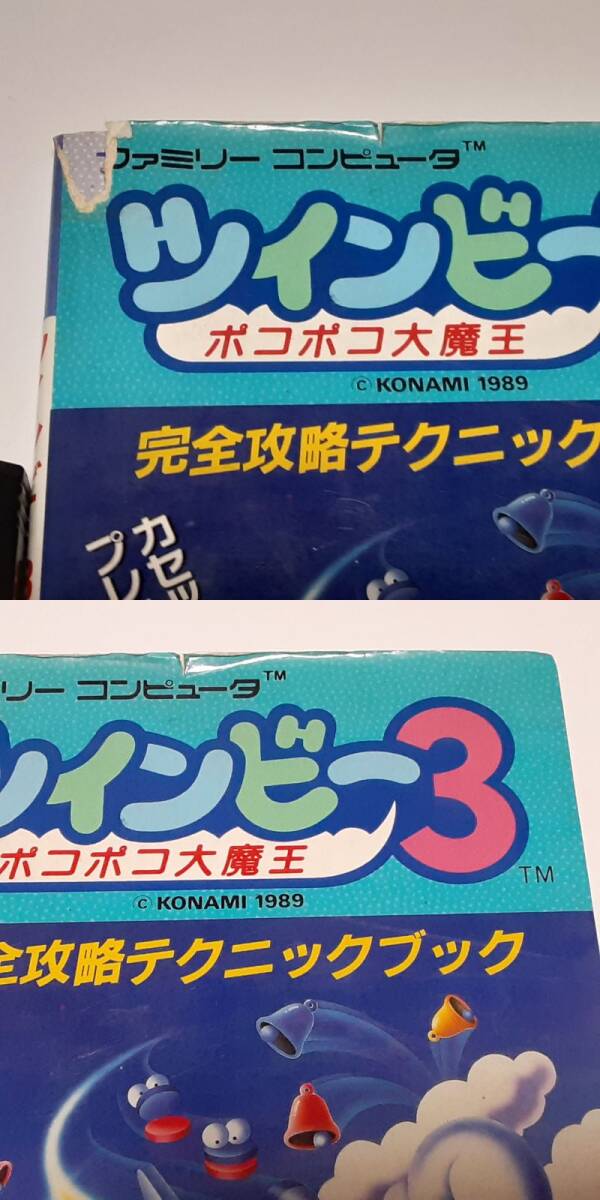 ファミリー コンピュータ™
ツインビー
ポコポコ大魔王
© KONAMI 1989
完全攻略テクニック
カセッ
プレ
リー コンピュータ™
ツインビー3
TM
ポコポコ大魔王
© KONAMI 1989
全攻略テクニックブック